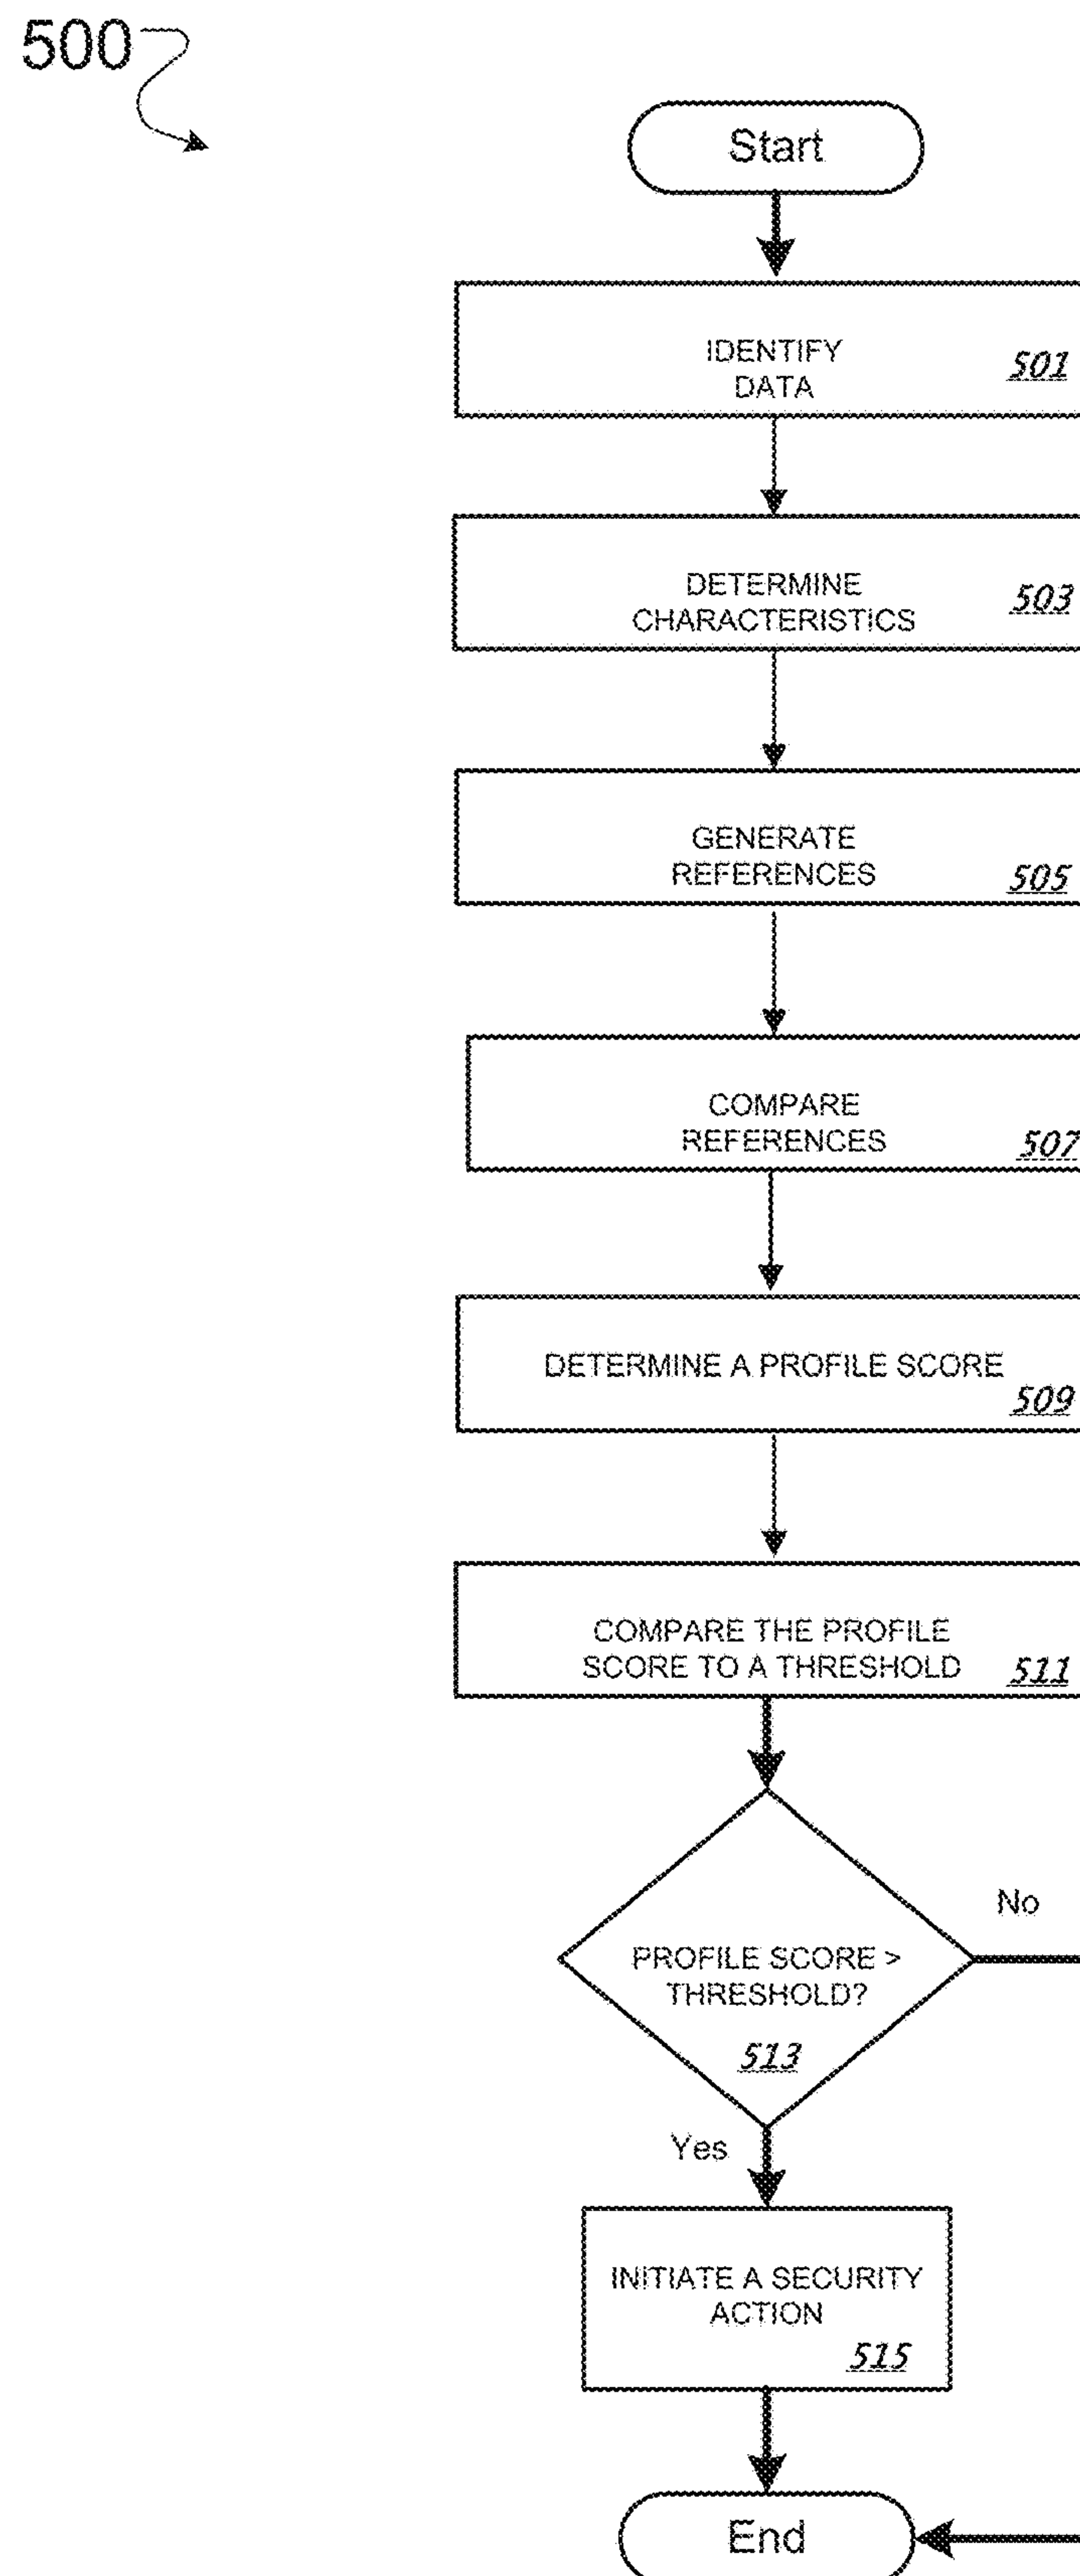 500
Start
IDENTIFY
DATA
501
DETERMINE
CHARACTERISTICS
503
GENERATE
REFERENCES
505
COMPARE
REFERENCES
507
DETERMINE A PROFILE SCORE
509
COMPARE THE PROFILE
SCORE TO A THRESHOLD
511
No
PROFILE SCORE >
THRESHOLD?
513
Yes
INITIATE A SECURITY
ACTION
515
End